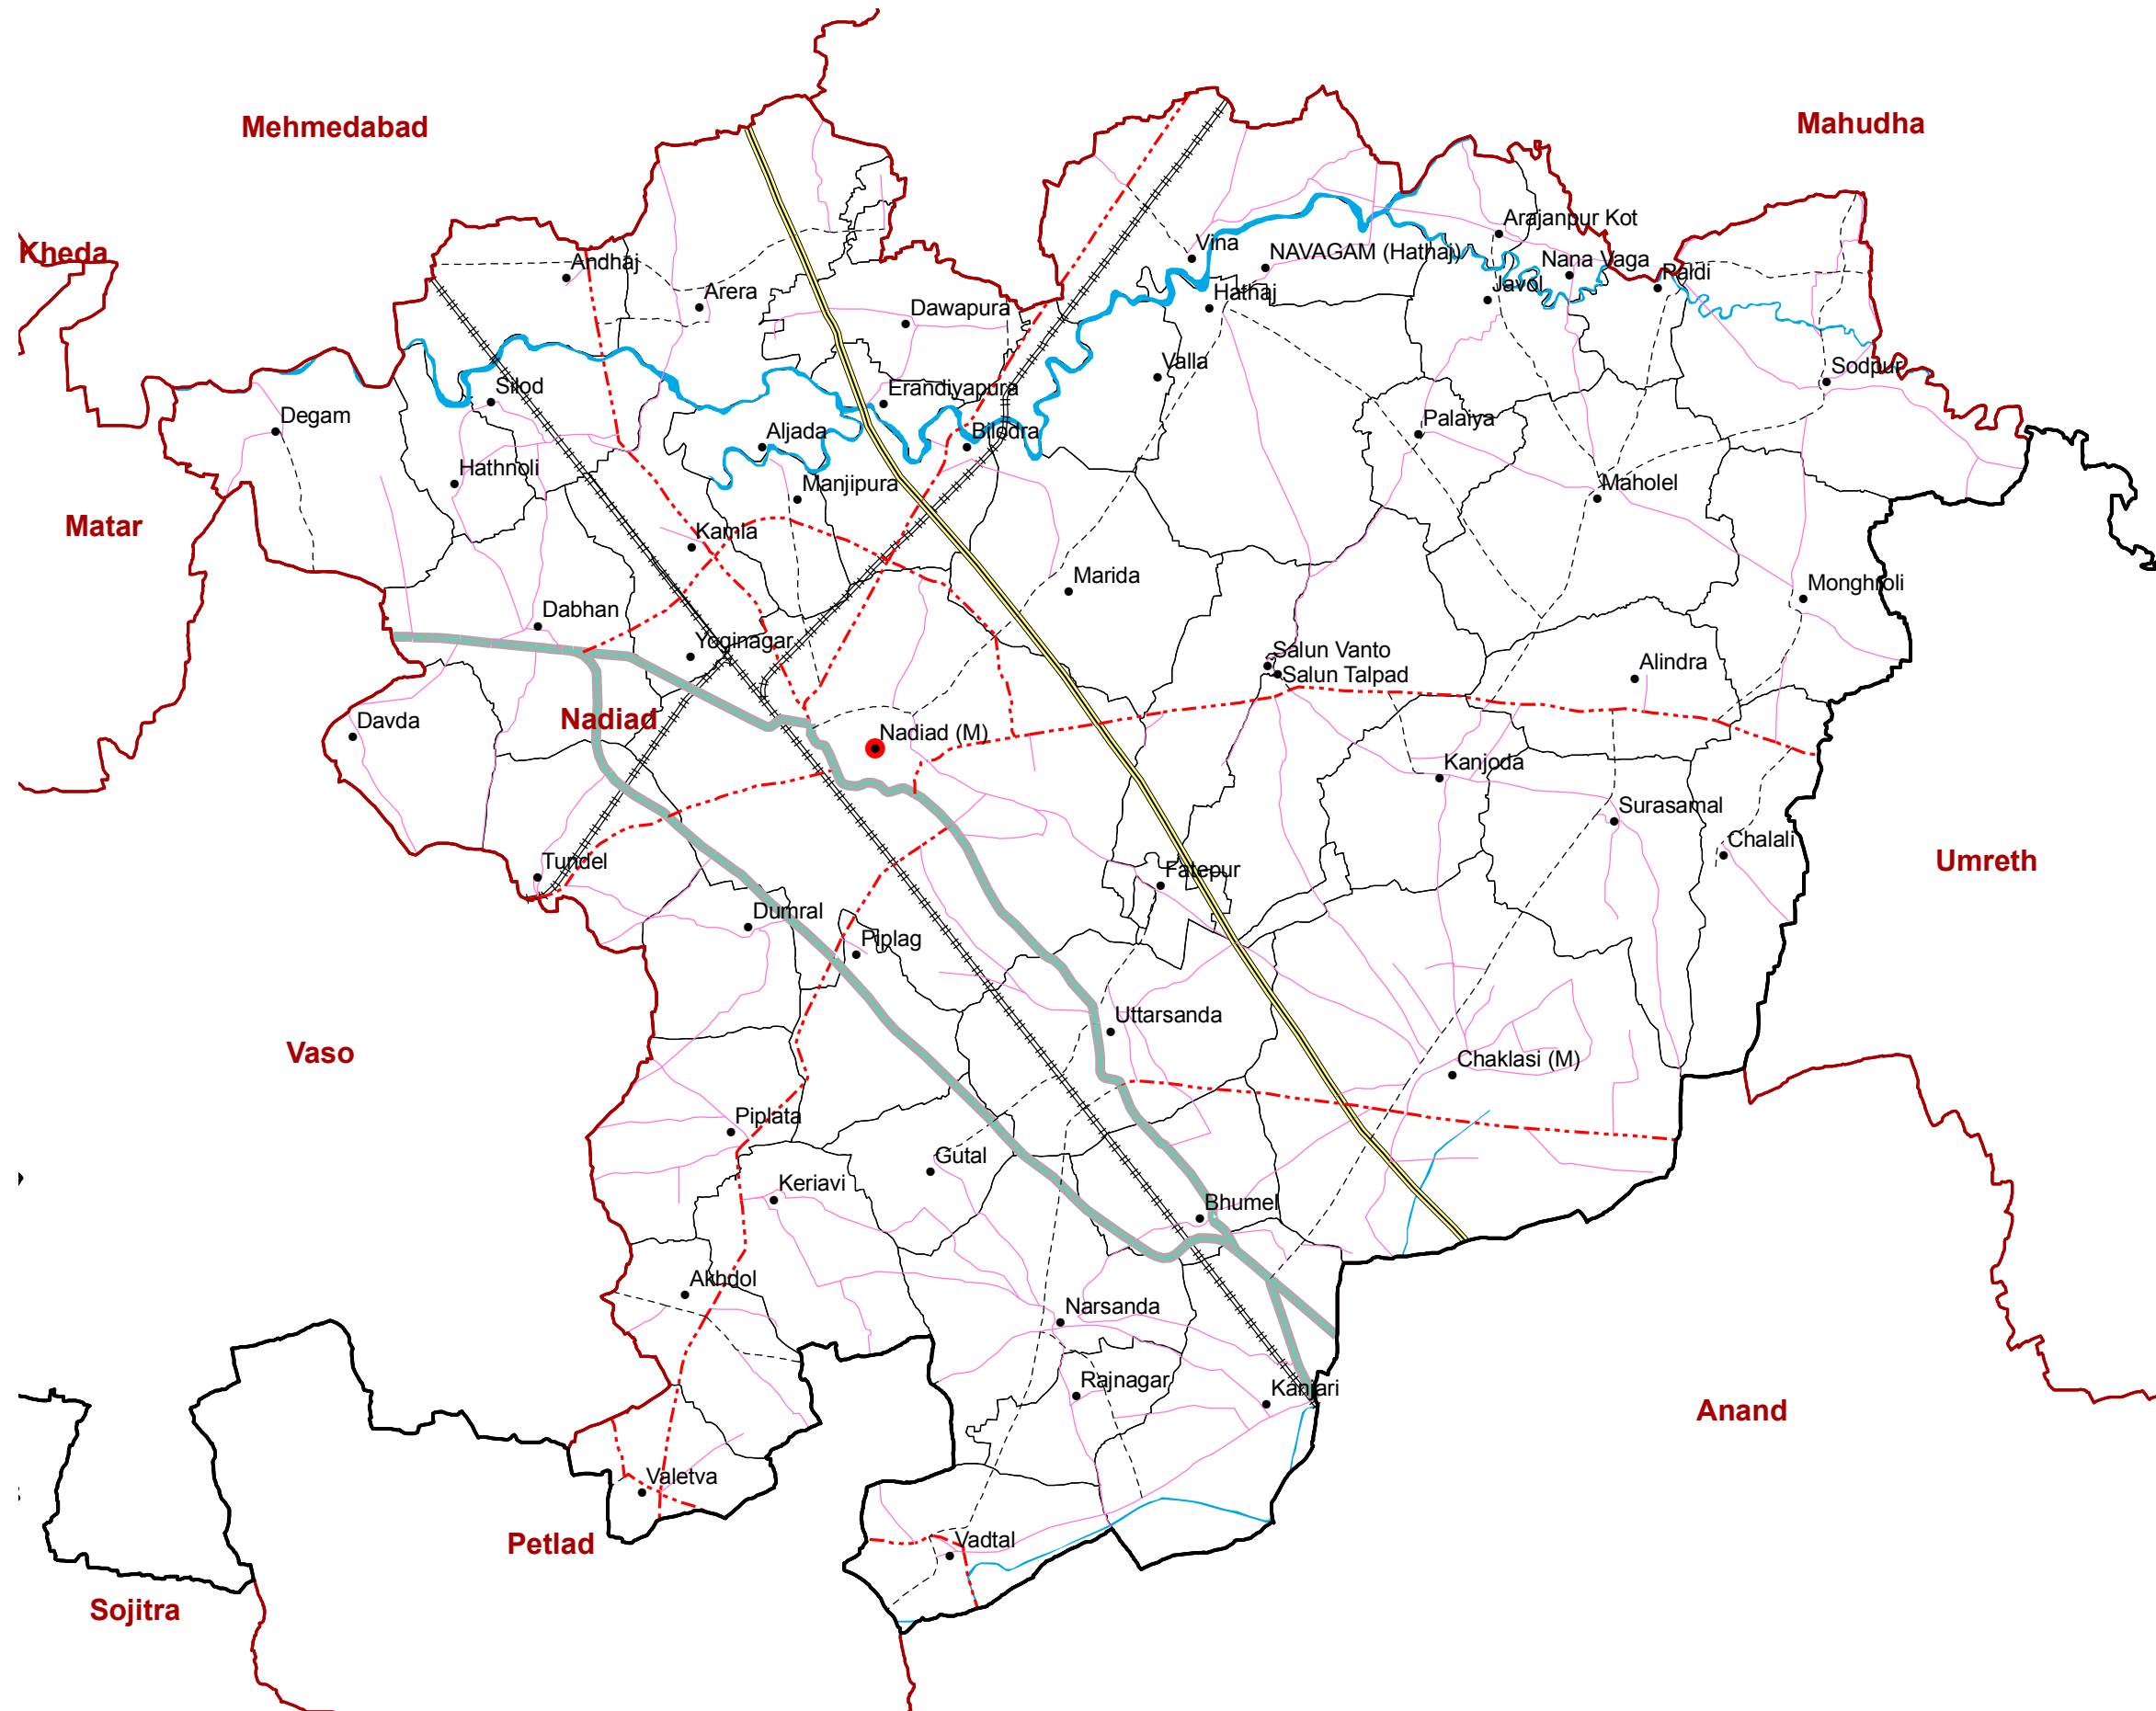 Mehmedabad
Mahudha
Kheda
Arajanpur Kot
Vina
NAVAGAM (Hathaj)
Andhaj
Nana Vaga
Paldi
Arera
Javol
Hathaj
Dawapura
Valla
Sodpur
Silod
Erandiyapura
Degam
Palaiya
Aljada
Bilodra
Hathnoli
Manjipura
Maholel
Matar
Kamla
Marida
Monghroli
Dabhan
Yoginagar
Salun Vanto
Alindra
Salun Talpad
Davda
Nadiad
Nadiad (M)
Kanjoda
Surasamal
Chalali
Tundel
Fatepur
Umreth
Dumral
Piplag
Uttarsanda
Vaso
Chaklasi (M)
Piplata
Gutal
Keriavi
Bhumel
Akhdol
Narsanda
Rajnagar
Kanjari
Anand
Valetva
Petlad
Vadtal
Sojitra